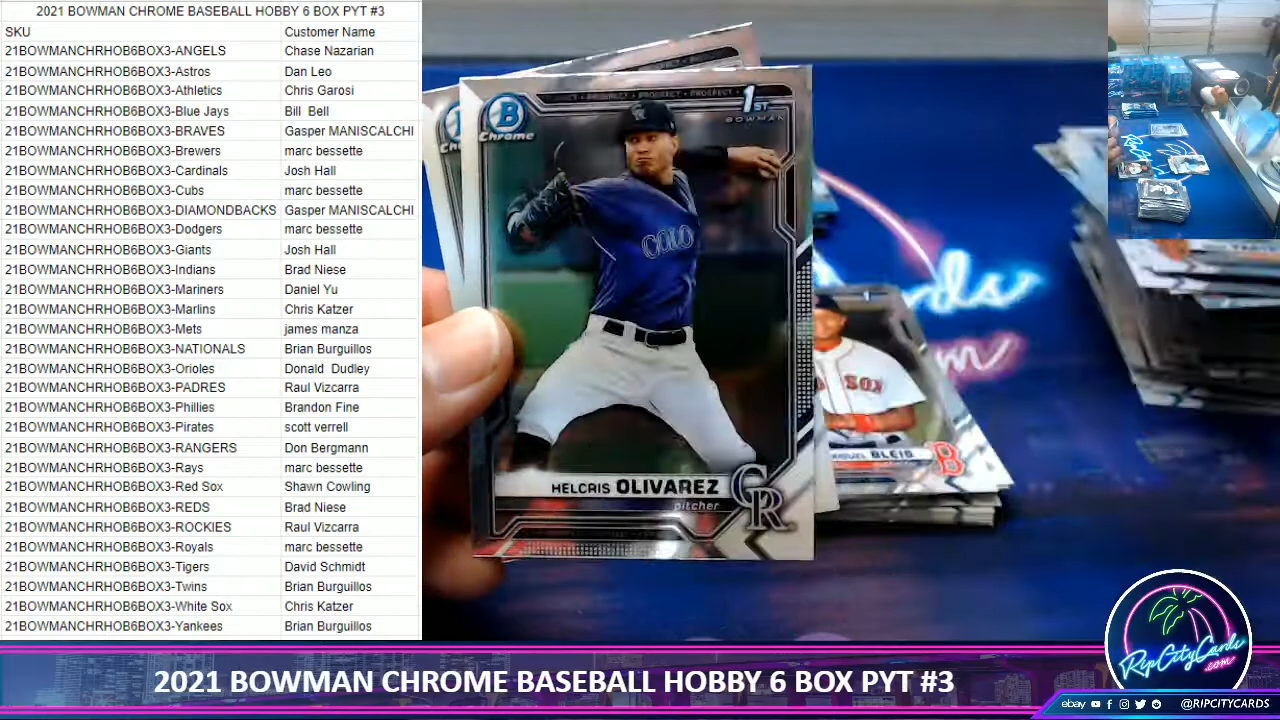 2021 BOWMAN CHROME BASEBALL HOBBY 6 BOX PYT #3
SKU Customer Name
21BOWMANCHRHOB6BOX3-ANGELS Chase Nazarian
21BOWMANCHRHOB6BOX3-Astros Dan Leo
21BOWMANCHRHOB6BOX3-Athletics Chris Garosi
21BOWMANCHRHOB6BOX3-Blue Jays Bill Bell
21BOWMANCHRHOB6BOX3-BRAVES Gasper MANISCALCHI
21BOWMANCHRHOB6BOX3-Brewers marc bessette
21BOWMANCHRHOB6BOX3-Cardinals Josh Hall
21BOWMANCHRHOB6BOX3-Cubs marc bessette
21BOWMANCHRHOB6BOX3-DIAMONDBACKS Gasper MANISCALCHI
21BOWMANCHRHOB6BOX3-Dodgers marc bessette
21BOWMANCHRHOB6BOX3-Giants Josh Hall
21BOWMANCHRHOB6BOX3-Indians Brad Niese
21BOWMANCHRHOB6BOX3-Mariners Daniel Yu
21BOWMANCHRHOB6BOX3-Marlins Chris Katzer
21BOWMANCHRHOB6BOX3-Mets james manza
21BOWMANCHRHOB6BOX3-NATIONALS Brian Burguillos
21BOWMANCHRHOB6BOX3-Orioles Donald Dudley
21BOWMANCHRHOB6BOX3-PADRES Raul Vizcarra
21BOWMANCHRHOB6BOX3-Phillies Brandon Fine
21BOWMANCHRHOB6BOX3-Pirates scott verrell
21BOWMANCHRHOB6BOX3-RANGERS Don Bergmann
21BOWMANCHRHOB6BOX3-Rays marc bessette
21BOWMANCHRHOB6BOX3-Red Sox Shawn Cowling
21BOWMANCHRHOB6BOX3-REDS Brad Niese
21BOWMANCHRHOB6BOX3-ROCKIES Raul Vizcarra
21BOWMANCHRHOB6BOX3-Royals marc bessette
21BOWMANCHRHOB6BOX3-Tigers David Schmidt
21BOWMANCHRHOB6BOX3-Twins Brian Burguillos
21BOWMANCHRHOB6BOX3-White Sox Chris Katzer
21BOWMANCHRHOB6BOX3-Yankees Brian Burguillos
PROSPECT • PROSPECT • PROSPECT
B Chrome
1ST
BOWMAN
COLO
HELCRIS OLIVAREZ
pitcher
CR
SOX
BLEIS
B
RipCityCards
.com
2021 BOWMAN CHROME BASEBALL HOBBY 6 BOX PYT #3
ebay @RIPCITYCARDS